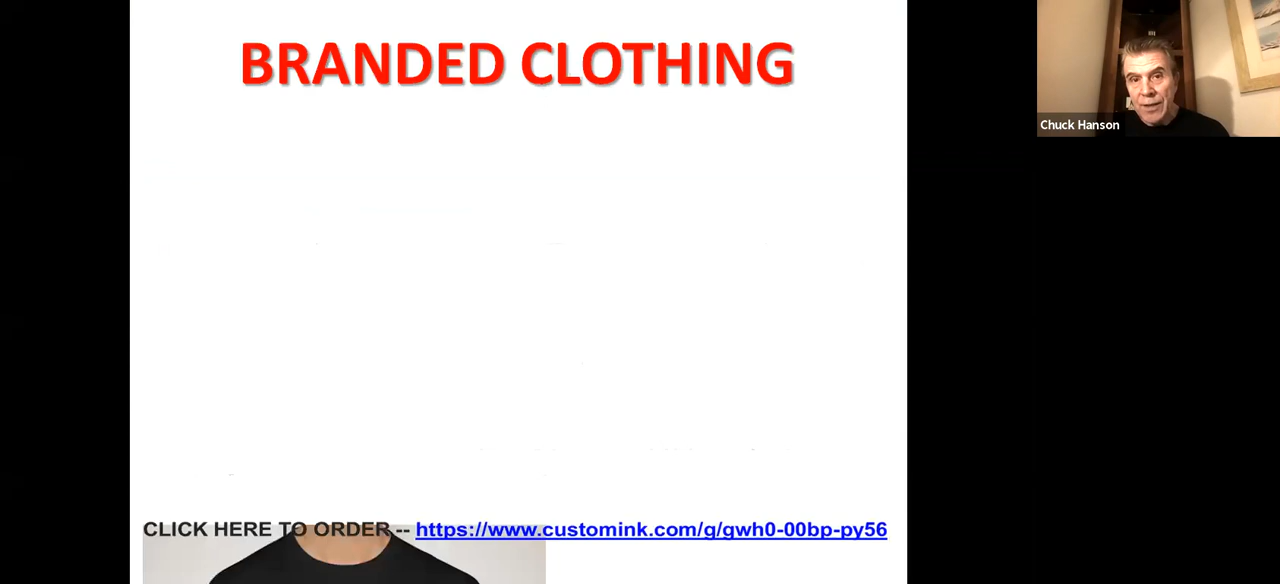 BRANDED CLOTHING
Chuck Hanson
CLICK HERE TO ORDER -- https://www.customink.com/g/gwh0-00bp-py56